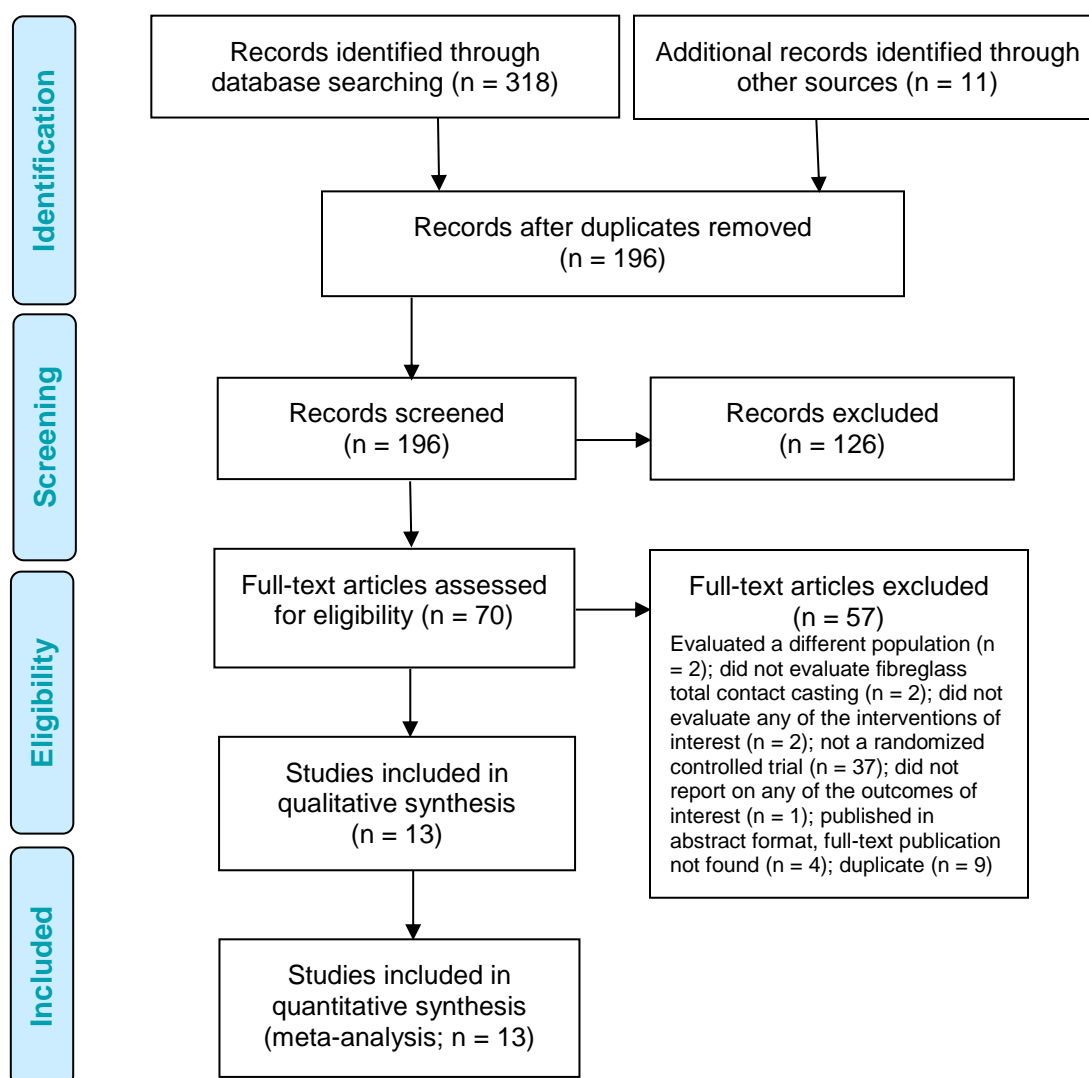 Identification
Records identified through
database searching (n = 318)
Additional records identified through
other sources (n = 11)
Records after duplicates removed
(n = 196)
Screening
Records screened
(n = 196)
Records excluded
(n = 126)
Eligibility
Full-text articles assessed
for eligibility (n = 70)
Full-text articles excluded
(n = 57)
Evaluated a different population (n
= 2); did not evaluate fibreglass
total contact casting (n = 2); did not
evaluate any of the interventions of
interest (n = 2); not a randomized
controlled trial (n = 37); did not
report on any of the outcomes of
interest (n = 1); published in
abstract format, full-text publication
not found (n = 4); duplicate (n = 9)
Studies included in
qualitative synthesis
(n = 13)
Included
Studies included in
quantitative synthesis
(meta-analysis; n = 13)